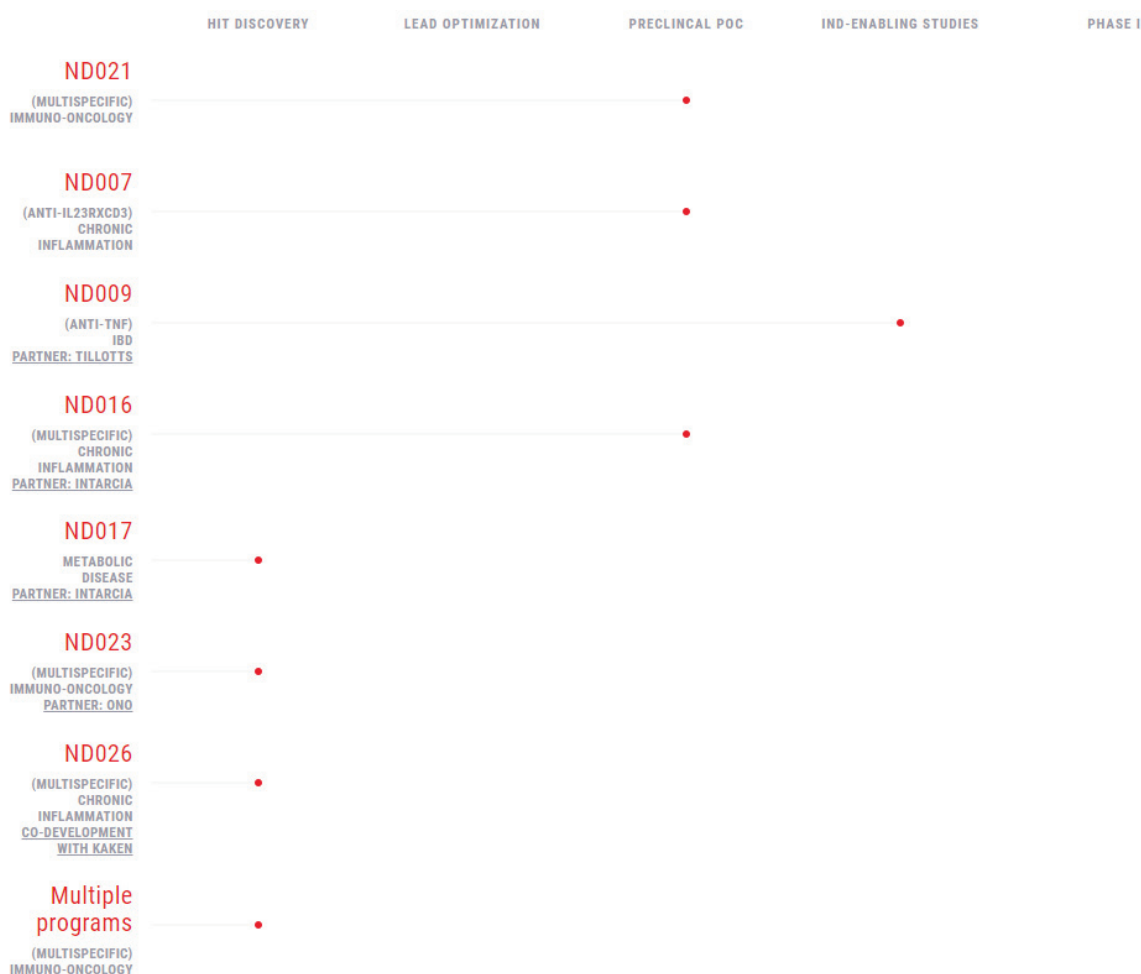 HIT DISCOVERY LEAD OPTIMIZATION PRECLINCAL POC IND-ENABLING STUDIES PHASE I
ND021
(MULTISPECIFIC)
IMMUNO-ONCOLOGY
ND007
(ANTI-IL23RXCD3)
CHRONIC
INFLAMMATION
ND009
(ANTI-TNF)
IBD
PARTNER: TILLOTTS
ND016
(MULTISPECIFIC)
CHRONIC
INFLAMMATION
PARTNER: INTARCIA
ND017
METABOLIC
DISEASE
PARTNER: INTARCIA
ND023
(MULTISPECIFIC)
IMMUNO-ONCOLOGY
PARTNER: ONO
ND026
(MULTISPECIFIC)
CHRONIC
INFLAMMATION
CO-DEVELOPMENT
WITH KAKEN
Multiple
programs
(MULTISPECIFIC)
IMMUNO-ONCOLOGY